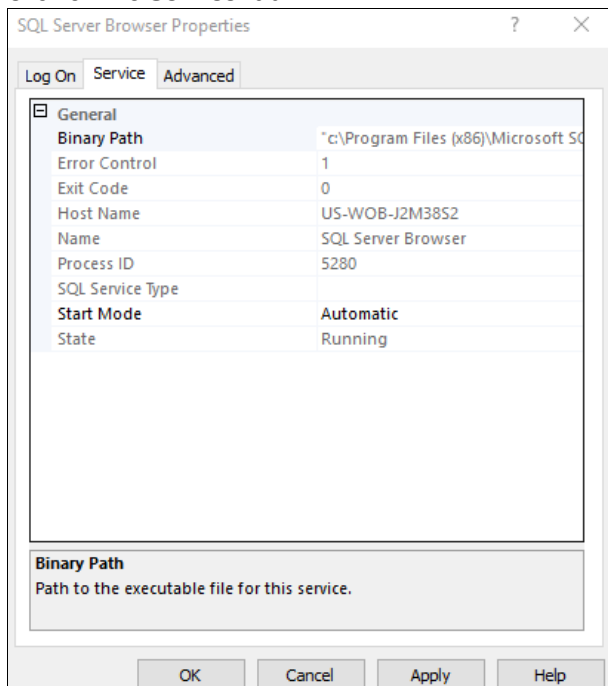 SQL Server Browser Properties ? ×
Log On Service Advanced
General
Binary Path "c:\Program Files (x86)\Microsoft SQ
Error Control 1
Exit Code 0
Host Name US-WOB-J2M38S2
Name SQL Server Browser
Process ID 5280
SQL Service Type
Start Mode Automatic
State Running
Binary Path
Path to the executable file for this service.
OK Cancel Apply Help